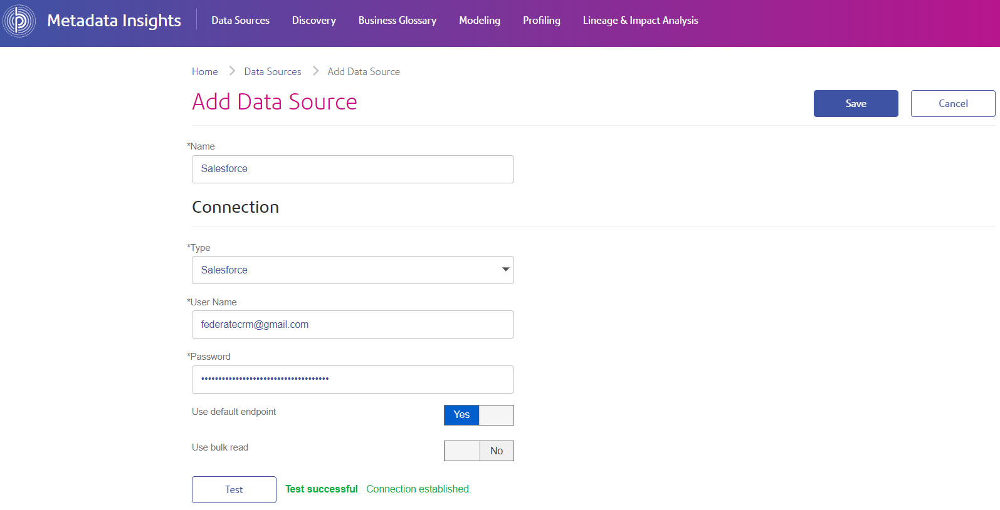 Metadata Insights Data Sources Discovery Business Glossary Modeling Profiling Lineage & Impact Analysis
Home Data Sources Add Data Source
Add Data Source
Save Cancel
*Name
Salesforce
Connection
*Type
Salesforce
*User Name
federatecrm@gmail.com
*Password
•••••••••••••••••••••••••••••••••••••
Use default endpoint Yes
Use bulk read No
Test Test successful Connection established.